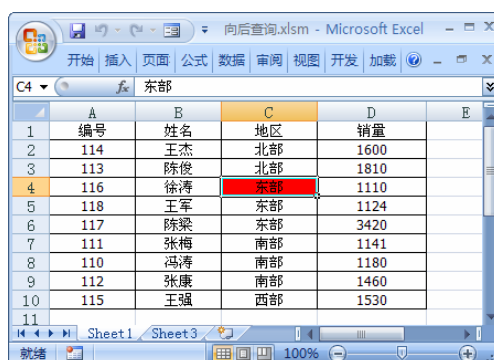 向后查询.xlsm - Microsoft Excel
开始 插入 页面 公式 数据 审阅 视图 开发 加载
C4 fx 东部
A B C D E
1 编号 姓名 地区 销量
2 114 王杰 北部 1600
3 113 陈俊 北部 1810
4 116 徐涛 东部 1110
5 118 王军 东部 1124
6 117 陈梁 东部 3420
7 111 张梅 南部 1141
8 110 冯涛 南部 1180
9 112 张康 南部 1460
10 115 王强 西部 1530
11
Sheet1 Sheet3
就绪 100%